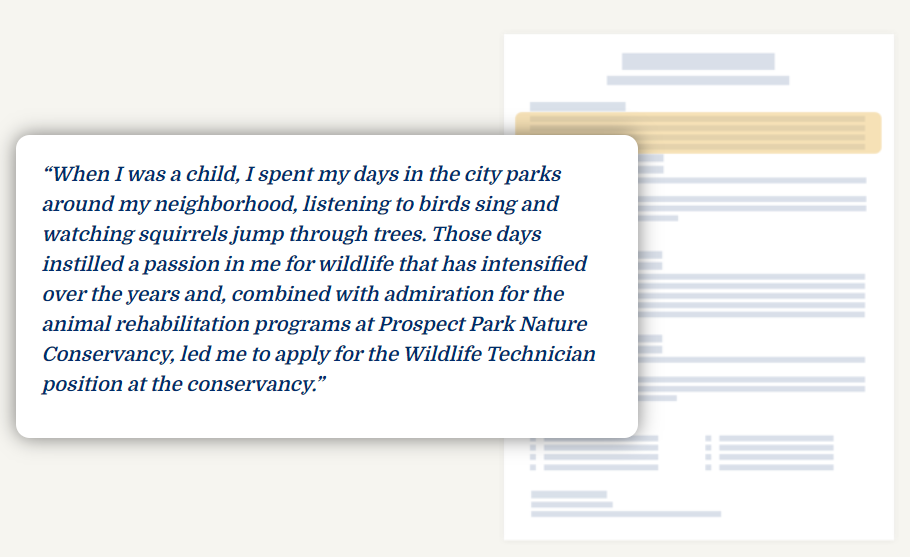 “When I was a child, I spent my days in the city parks
around my neighborhood, listening to birds sing and
watching squirrels jump through trees. Those days
instilled a passion in me for wildlife that has intensified
over the years and, combined with admiration for the
animal rehabilitation programs at Prospect Park Nature
Conservancy, led me to apply for the Wildlife Technician
position at the conservancy.”